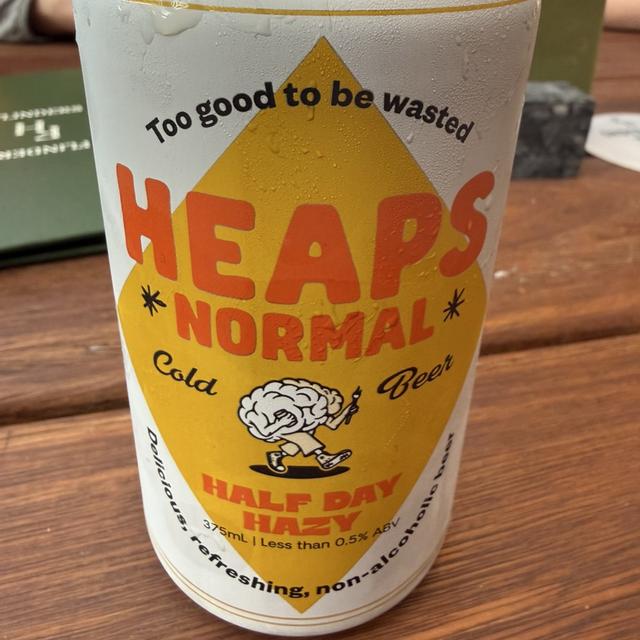 Too good to be wasted
HEAPS
NORMAL
Cold Beer
HALF DAY
HAZY
375mL | Less than 0.5% ABV
Delicious, refreshing, non-alcoholic beer